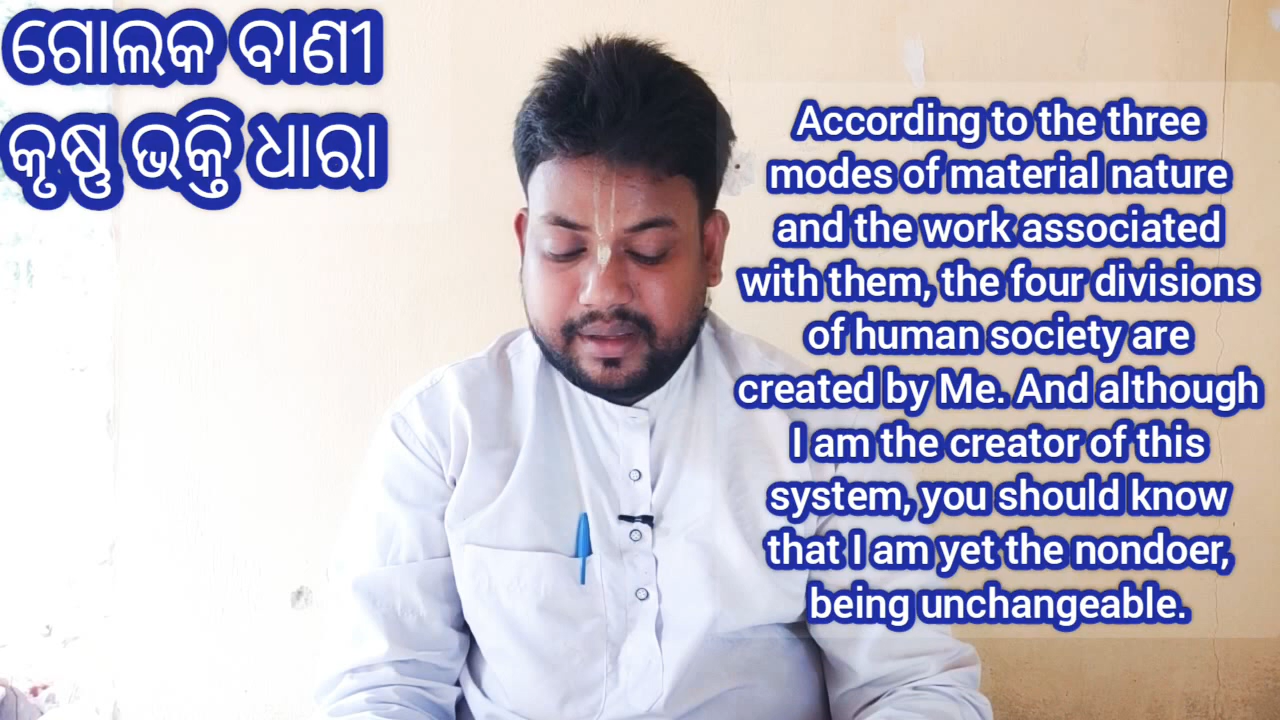 ଗୋଲକ ବାଣୀ
କୃଷ୍ଣ ଭକ୍ତି ଧାରା
According to the three
modes of material nature
and the work associated
with them, the four divisions
of human society are
created by Me. And although
I am the creator of this
system, you should know
that I am yet the nondoer,
being unchangeable.